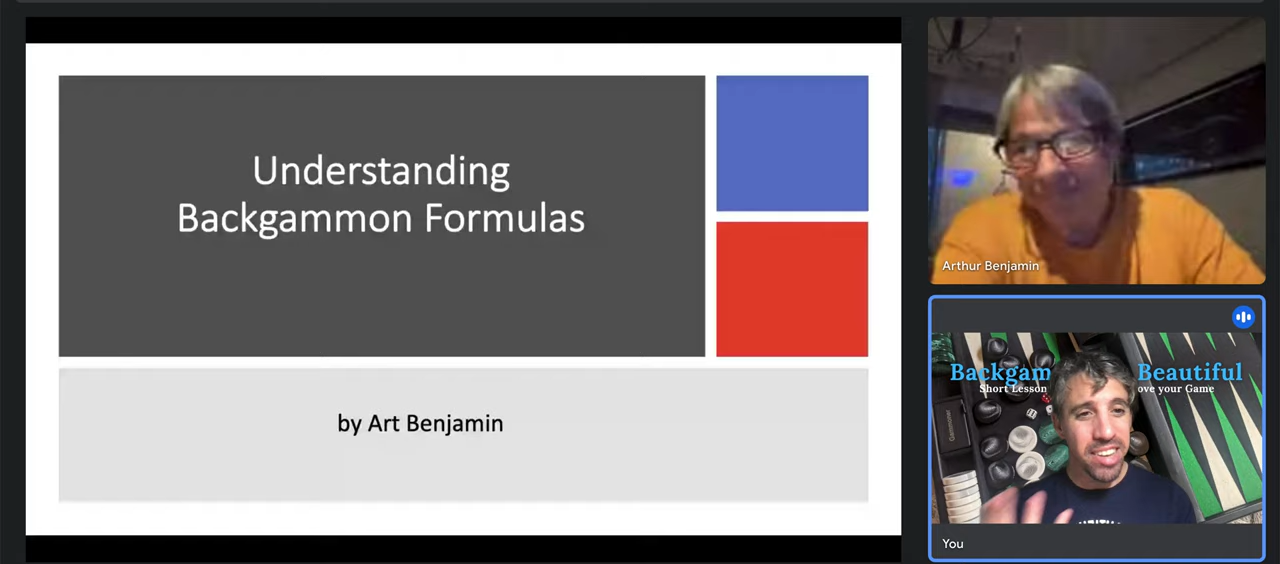 Understanding
Backgammon Formulas
by Art Benjamin
Arthur Benjamin
Backgam Beautiful
Short Lesson ove your Game
You